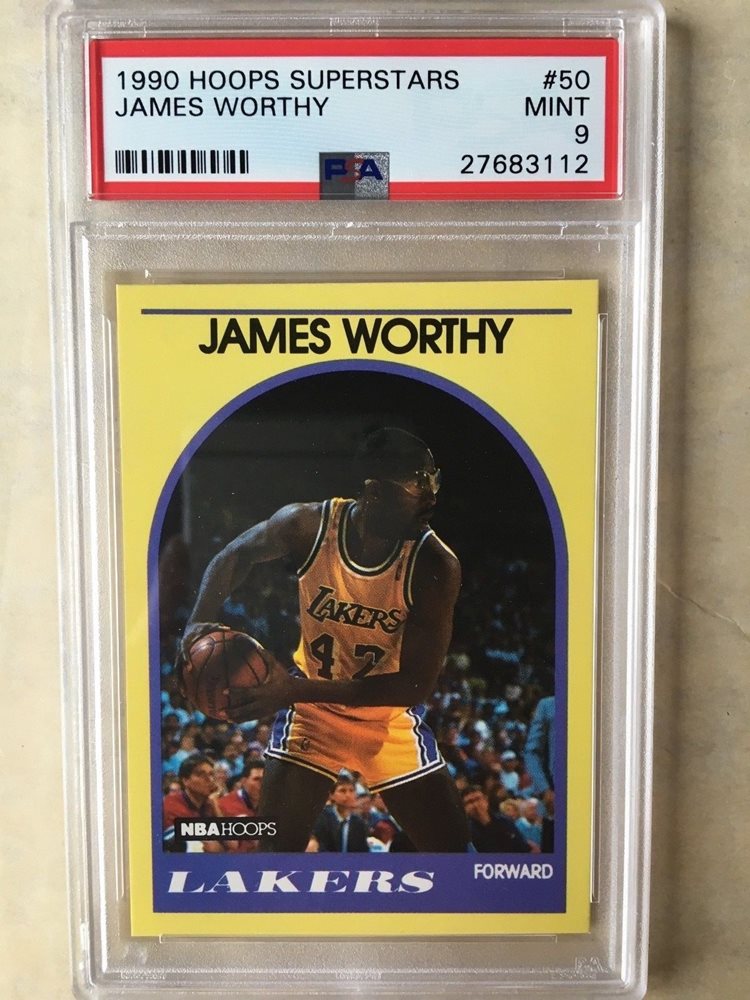 1990 HOOPS SUPERSTARS #50
JAMES WORTHY MINT
9
PSA 27683112
JAMES WORTHY
LAKERS
42
NBA HOOPS
LAKERS FORWARD